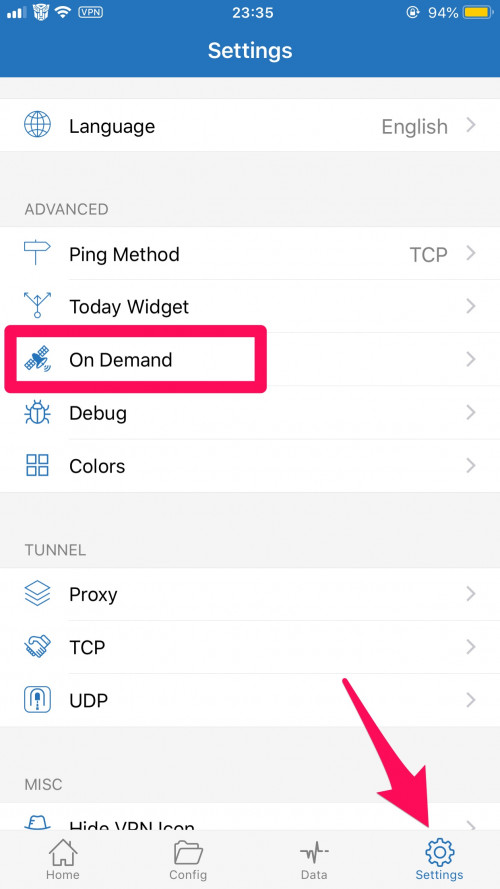 VPN 23:35 94%
Settings
Language English
ADVANCED
Ping Method TCP
Today Widget
On Demand
Debug
Colors
TUNNEL
Proxy
TCP
UDP
MISC
Hide VPN Icon
Home Config Data Settings